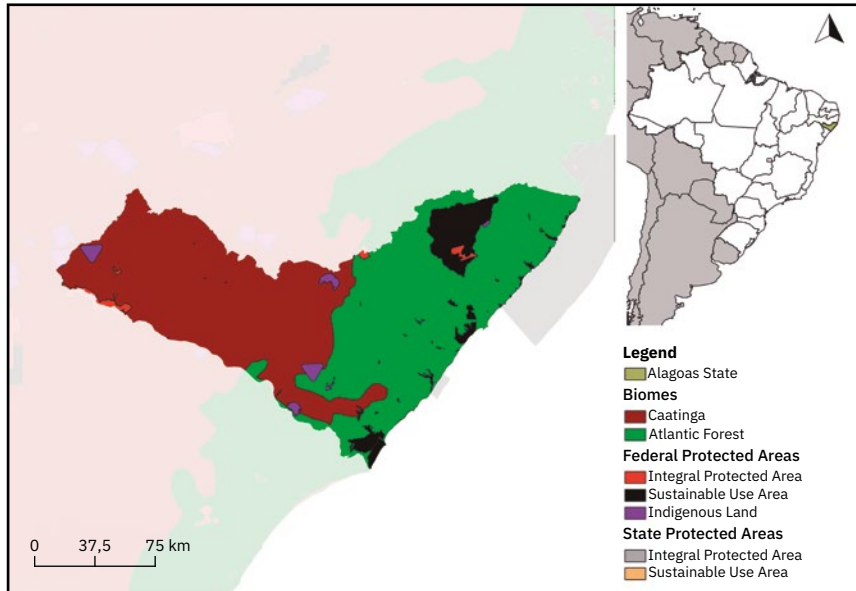 Legend
Alagoas State
Biomes
Caatinga
Atlantic Forest
Federal Protected Areas
Integral Protected Area
Sustainable Use Area
Indigenous Land
State Protected Areas
Integral Protected Area
Sustainable Use Area
0 37,5 75 km